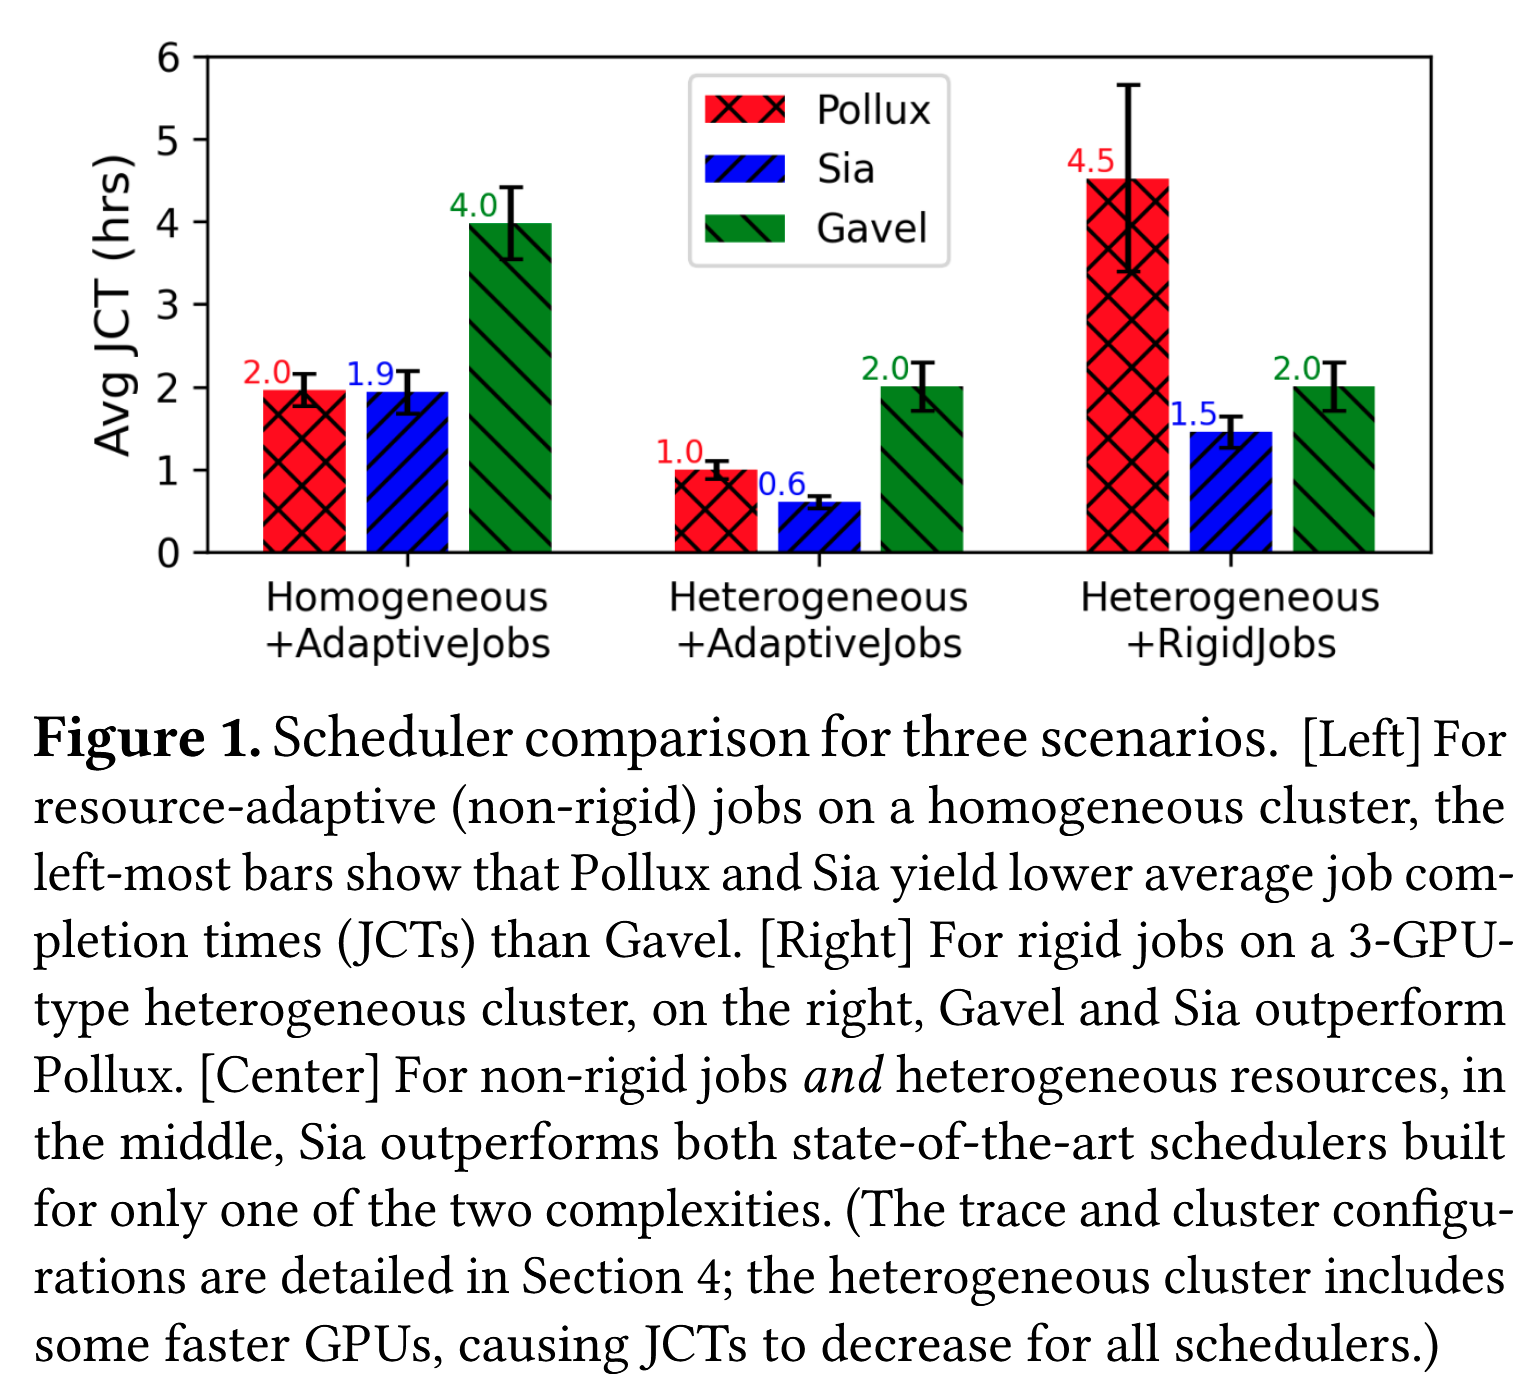 6
5
4
3
2
1
0
Avg JCT (hrs)
Pollux
Sia
Gavel
2.0
1.9
4.0
1.0
0.6
2.0
4.5
1.5
2.0
Homogeneous
+AdaptiveJobs
Heterogeneous
+AdaptiveJobs
Heterogeneous
+RigidJobs
Figure 1. Scheduler comparison for three scenarios. [Left] For
resource-adaptive (non-rigid) jobs on a homogeneous cluster, the
left-most bars show that Pollux and Sia yield lower average job com-
pletion times (JCTs) than Gavel. [Right] For rigid jobs on a 3-GPU-
type heterogeneous cluster, on the right, Gavel and Sia outperform
Pollux. [Center] For non-rigid jobs and heterogeneous resources, in
the middle, Sia outperforms both state-of-the-art schedulers built
for only one of the two complexities. (The trace and cluster configu-
rations are detailed in Section 4; the heterogeneous cluster includes
some faster GPUs, causing JCTs to decrease for all schedulers.)